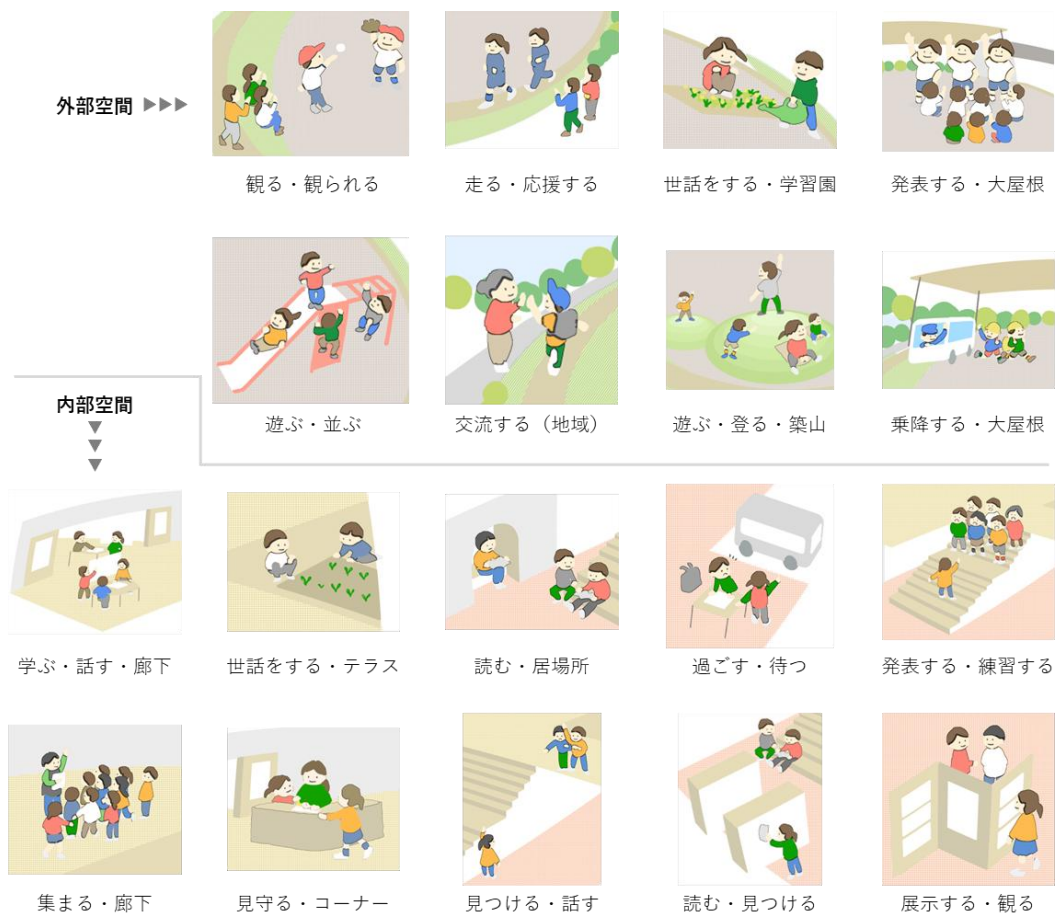 外部空間 ▶▶▶
観る・観られる
走る・応援する
世話をする・学習園
発表する・大屋根
遊ぶ・並ぶ
交流する（地域）
遊ぶ・登る・築山
乗降する・大屋根
内部空間
▼
▼
▼
学ぶ・話す・廊下
世話をする・テラス
読む・居場所
過ごす・待つ
発表する・練習する
集まる・廊下
見守る・コーナー
見つける・話す
読む・見つける
展示する・観る